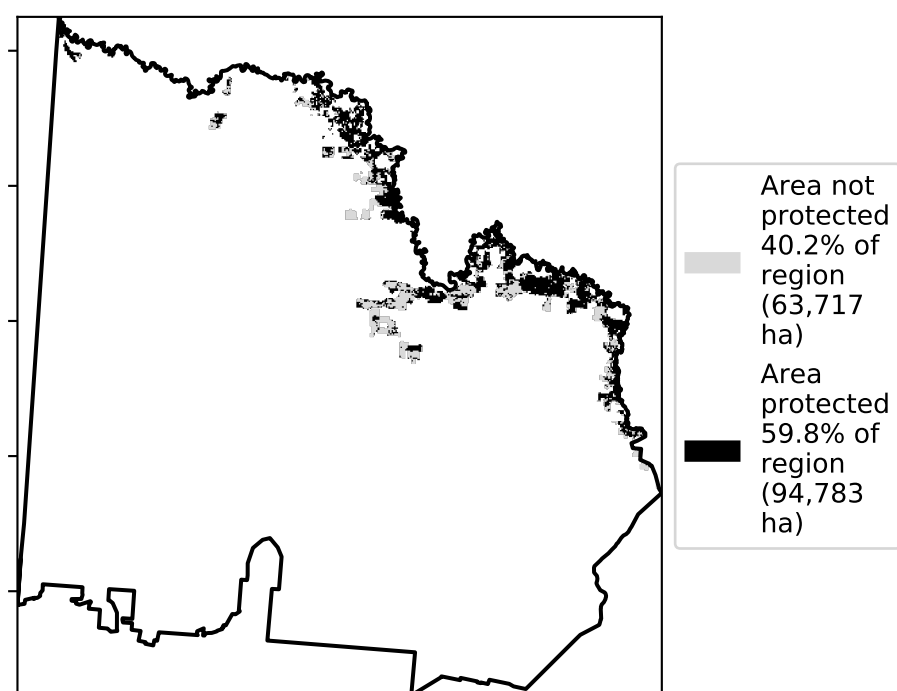 Area not
protected
40.2% of
region
(63,717
ha)
Area
protected
59.8% of
region
(94,783
ha)